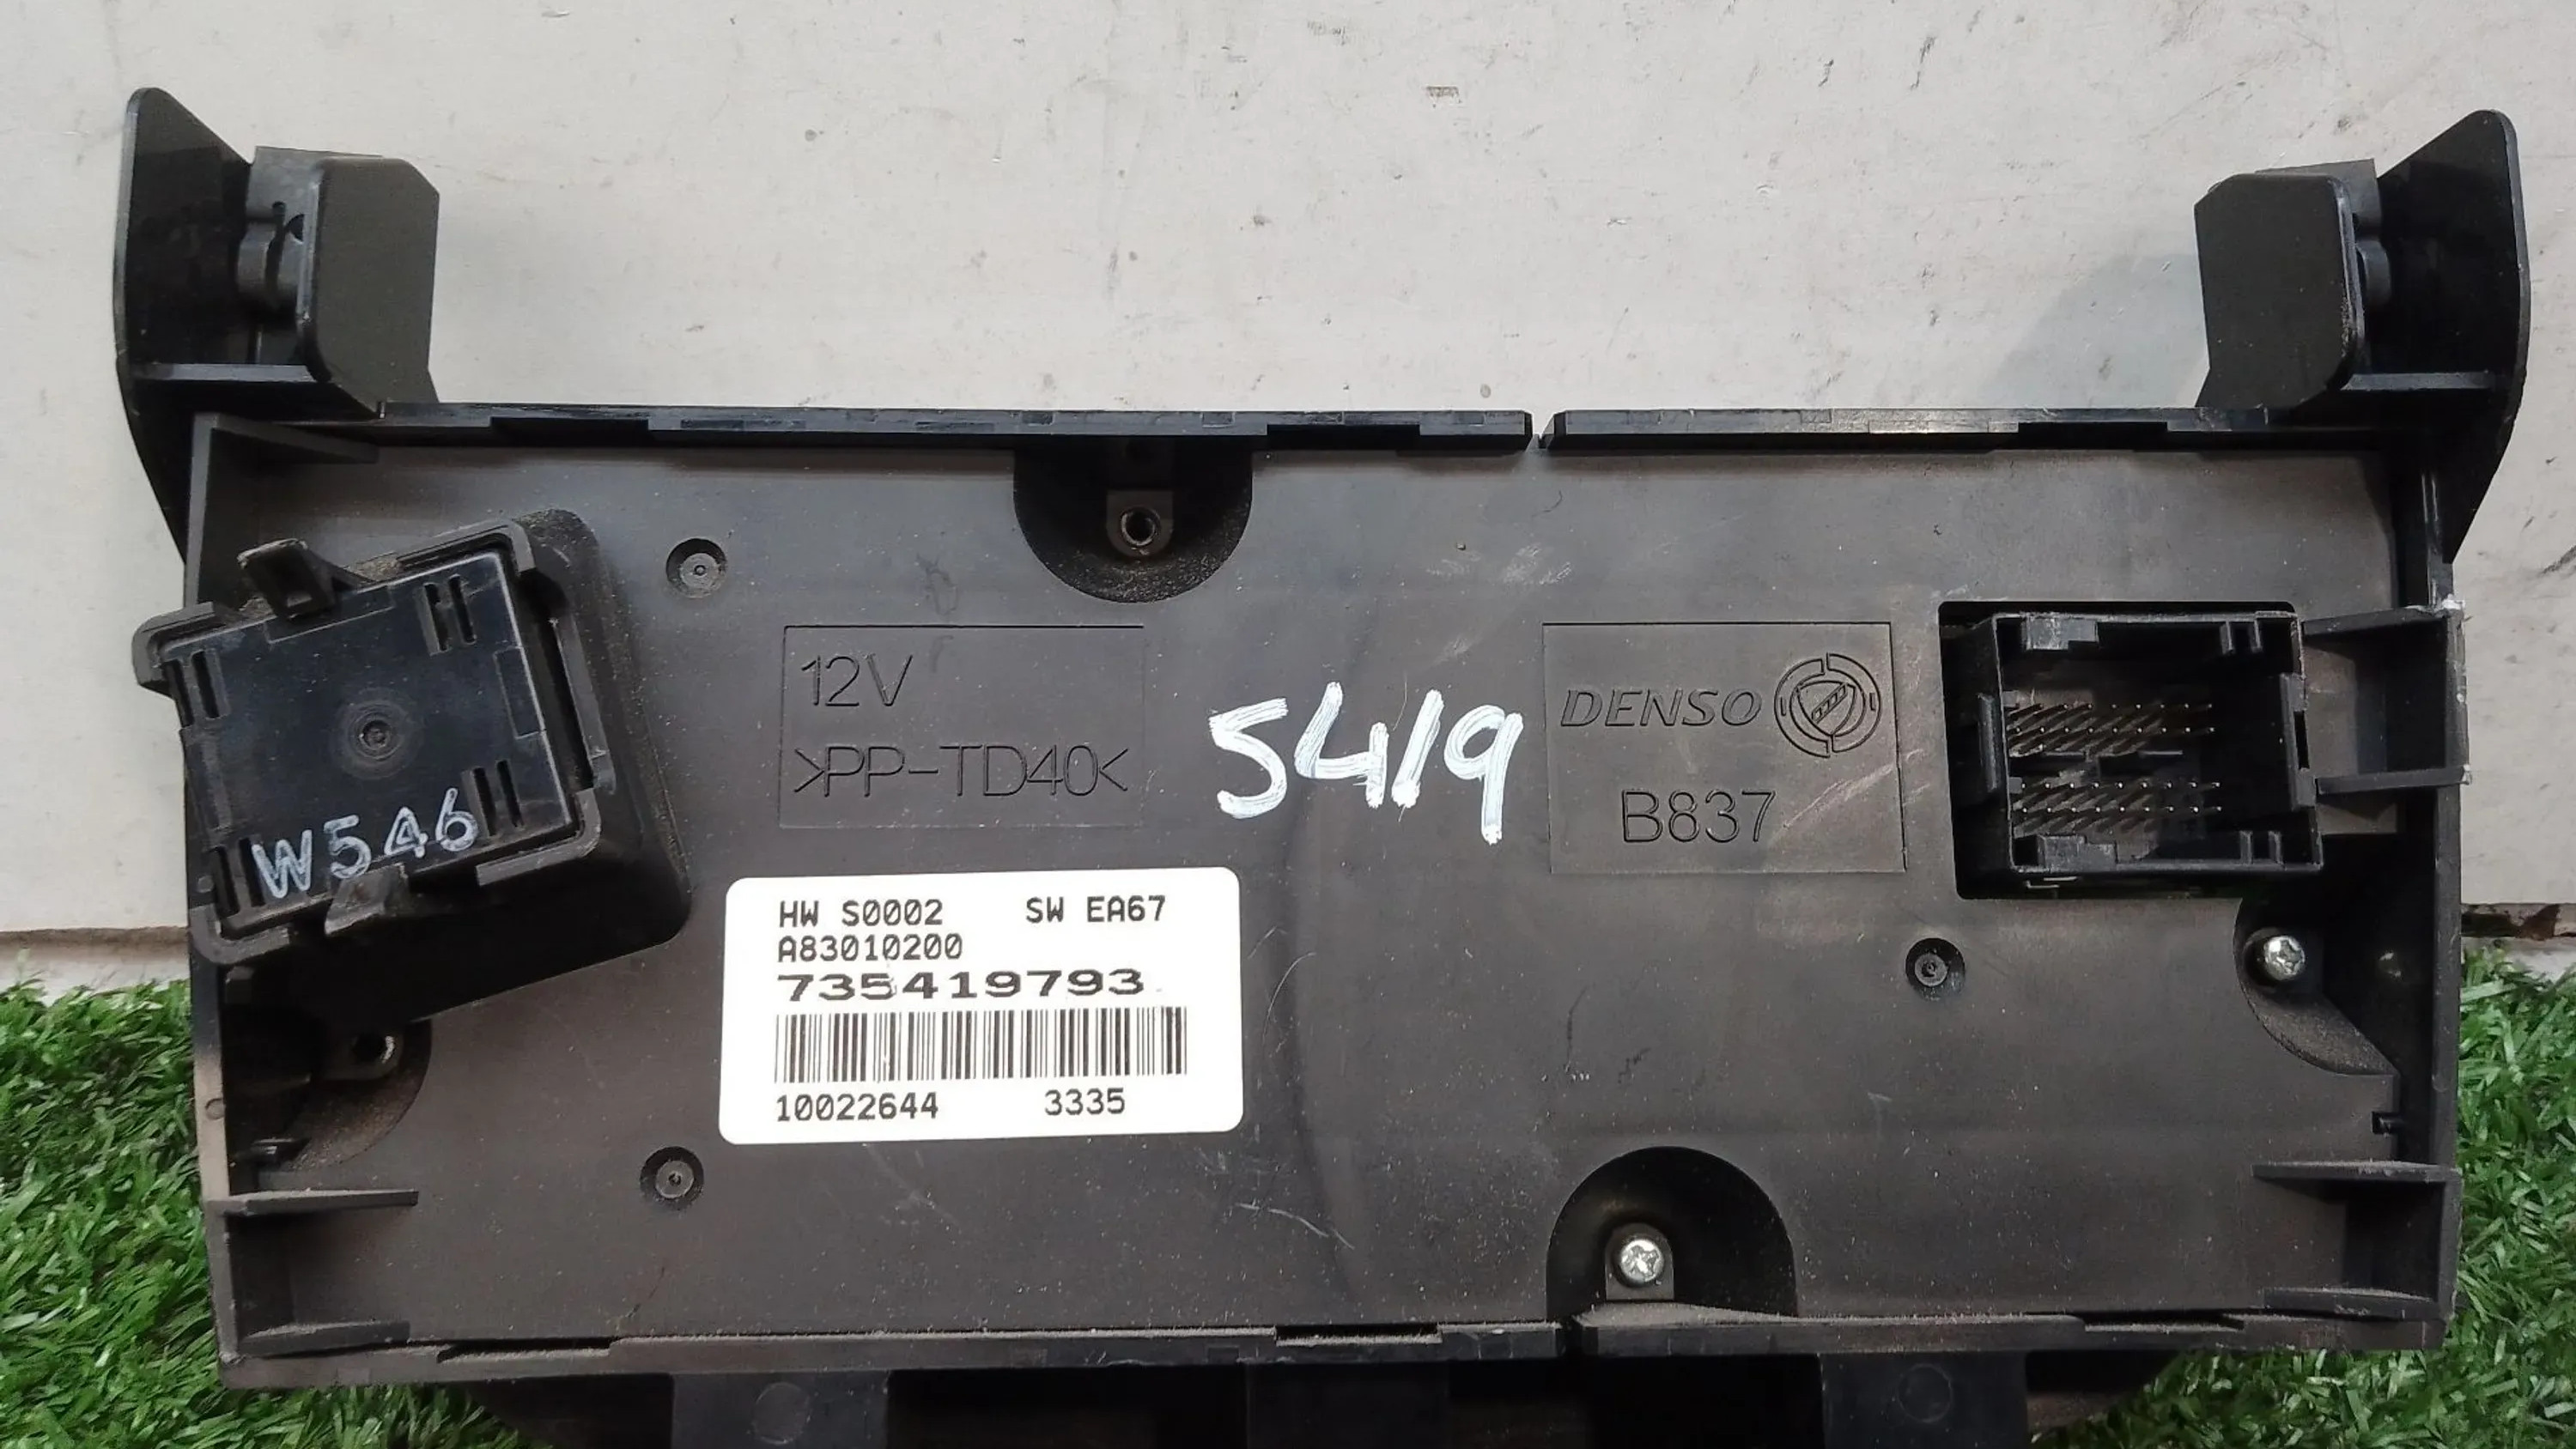 12V
>PP-TD40<
5419
DENSO
B837
W546
HW S0002 SW EA67
A83010200
735419793
10022644 3335